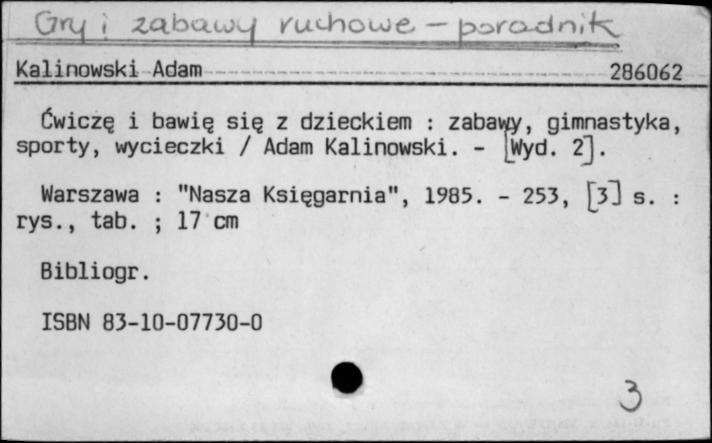 Gry i zabawy ruchowe - poradnik
Kalinowski Adam 286062
Ćwiczę i bawię się z dzieckiem : zabawy, gimnastyka,
sporty, wycieczki / Adam Kalinowski. - [Wyd. 2].
Warszawa : "Nasza Księgarnia", 1985. - 253, [3] s. :
rys., tab. ; 17 cm
Bibliogr.
ISBN 83-10-07730-0
3